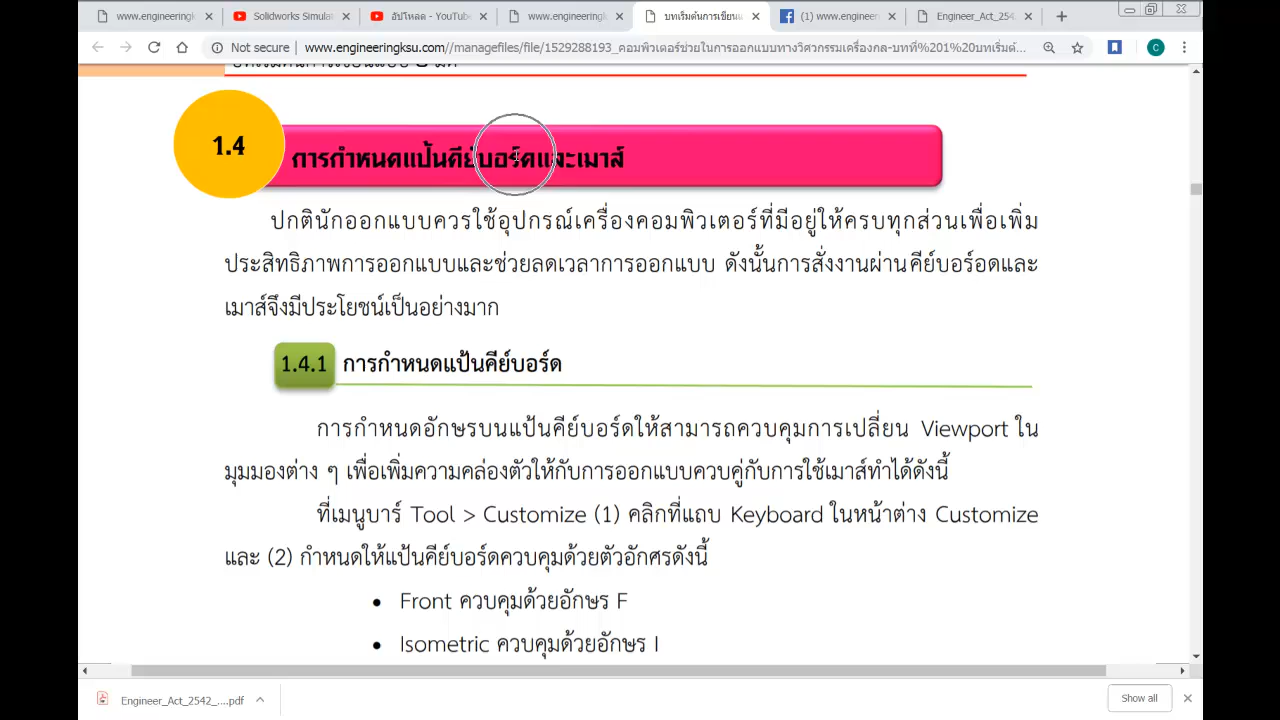 www.engineeringk
Solidworks Simulat
อัปโหลด - YouTube
www.engineeringk
บทเริ่มต้นการเขียนแ
(1) www.engineer
Engineer_Act_254
Not secure
www.engineeringksu.com//managefiles/file/1529288193_คอมพิวเตอร์ช่วยในการออกแบบทางวิศวกรรมเครื่องกล-บทที่%201%20บทเริ่มต้...
C
1.4 การกำหนดแป้นคีย์บอร์ดและเมาส์
ปกตินักออกแบบควรใช้อุปกรณ์เครื่องคอมพิวเตอร์ที่มีอยู่ให้ครบทุกส่วนเพื่อเพิ่ม
ประสิทธิภาพการออกแบบและช่วยลดเวลาการออกแบบ ดังนั้นการสั่งงานผ่านคีย์บอร์อดและ
เมาส์จึงมีประโยชน์เป็นอย่างมาก
1.4.1 การกำหนดแป้นคีย์บอร์ด
การกำหนดอักษรบนแป้นคีย์บอร์ดให้สามารถควบคุมการเปลี่ยน Viewport ใน
มุมมองต่าง ๆ เพื่อเพิ่มความคล่องตัวให้กับการออกแบบควบคู่กับการใช้เมาส์ทำได้ดังนี้
ที่เมนูบาร์ Tool > Customize (1) คลิกที่แถบ Keyboard ในหน้าต่าง Customize
และ (2) กำหนดให้แป้นคีย์บอร์ดควบคุมด้วยตัวอักศรดังนี้
• Front ควบคุมด้วยอักษร F
• Isometric ควบคุมด้วยอักษร I
Engineer_Act_2542_....pdf
Show all